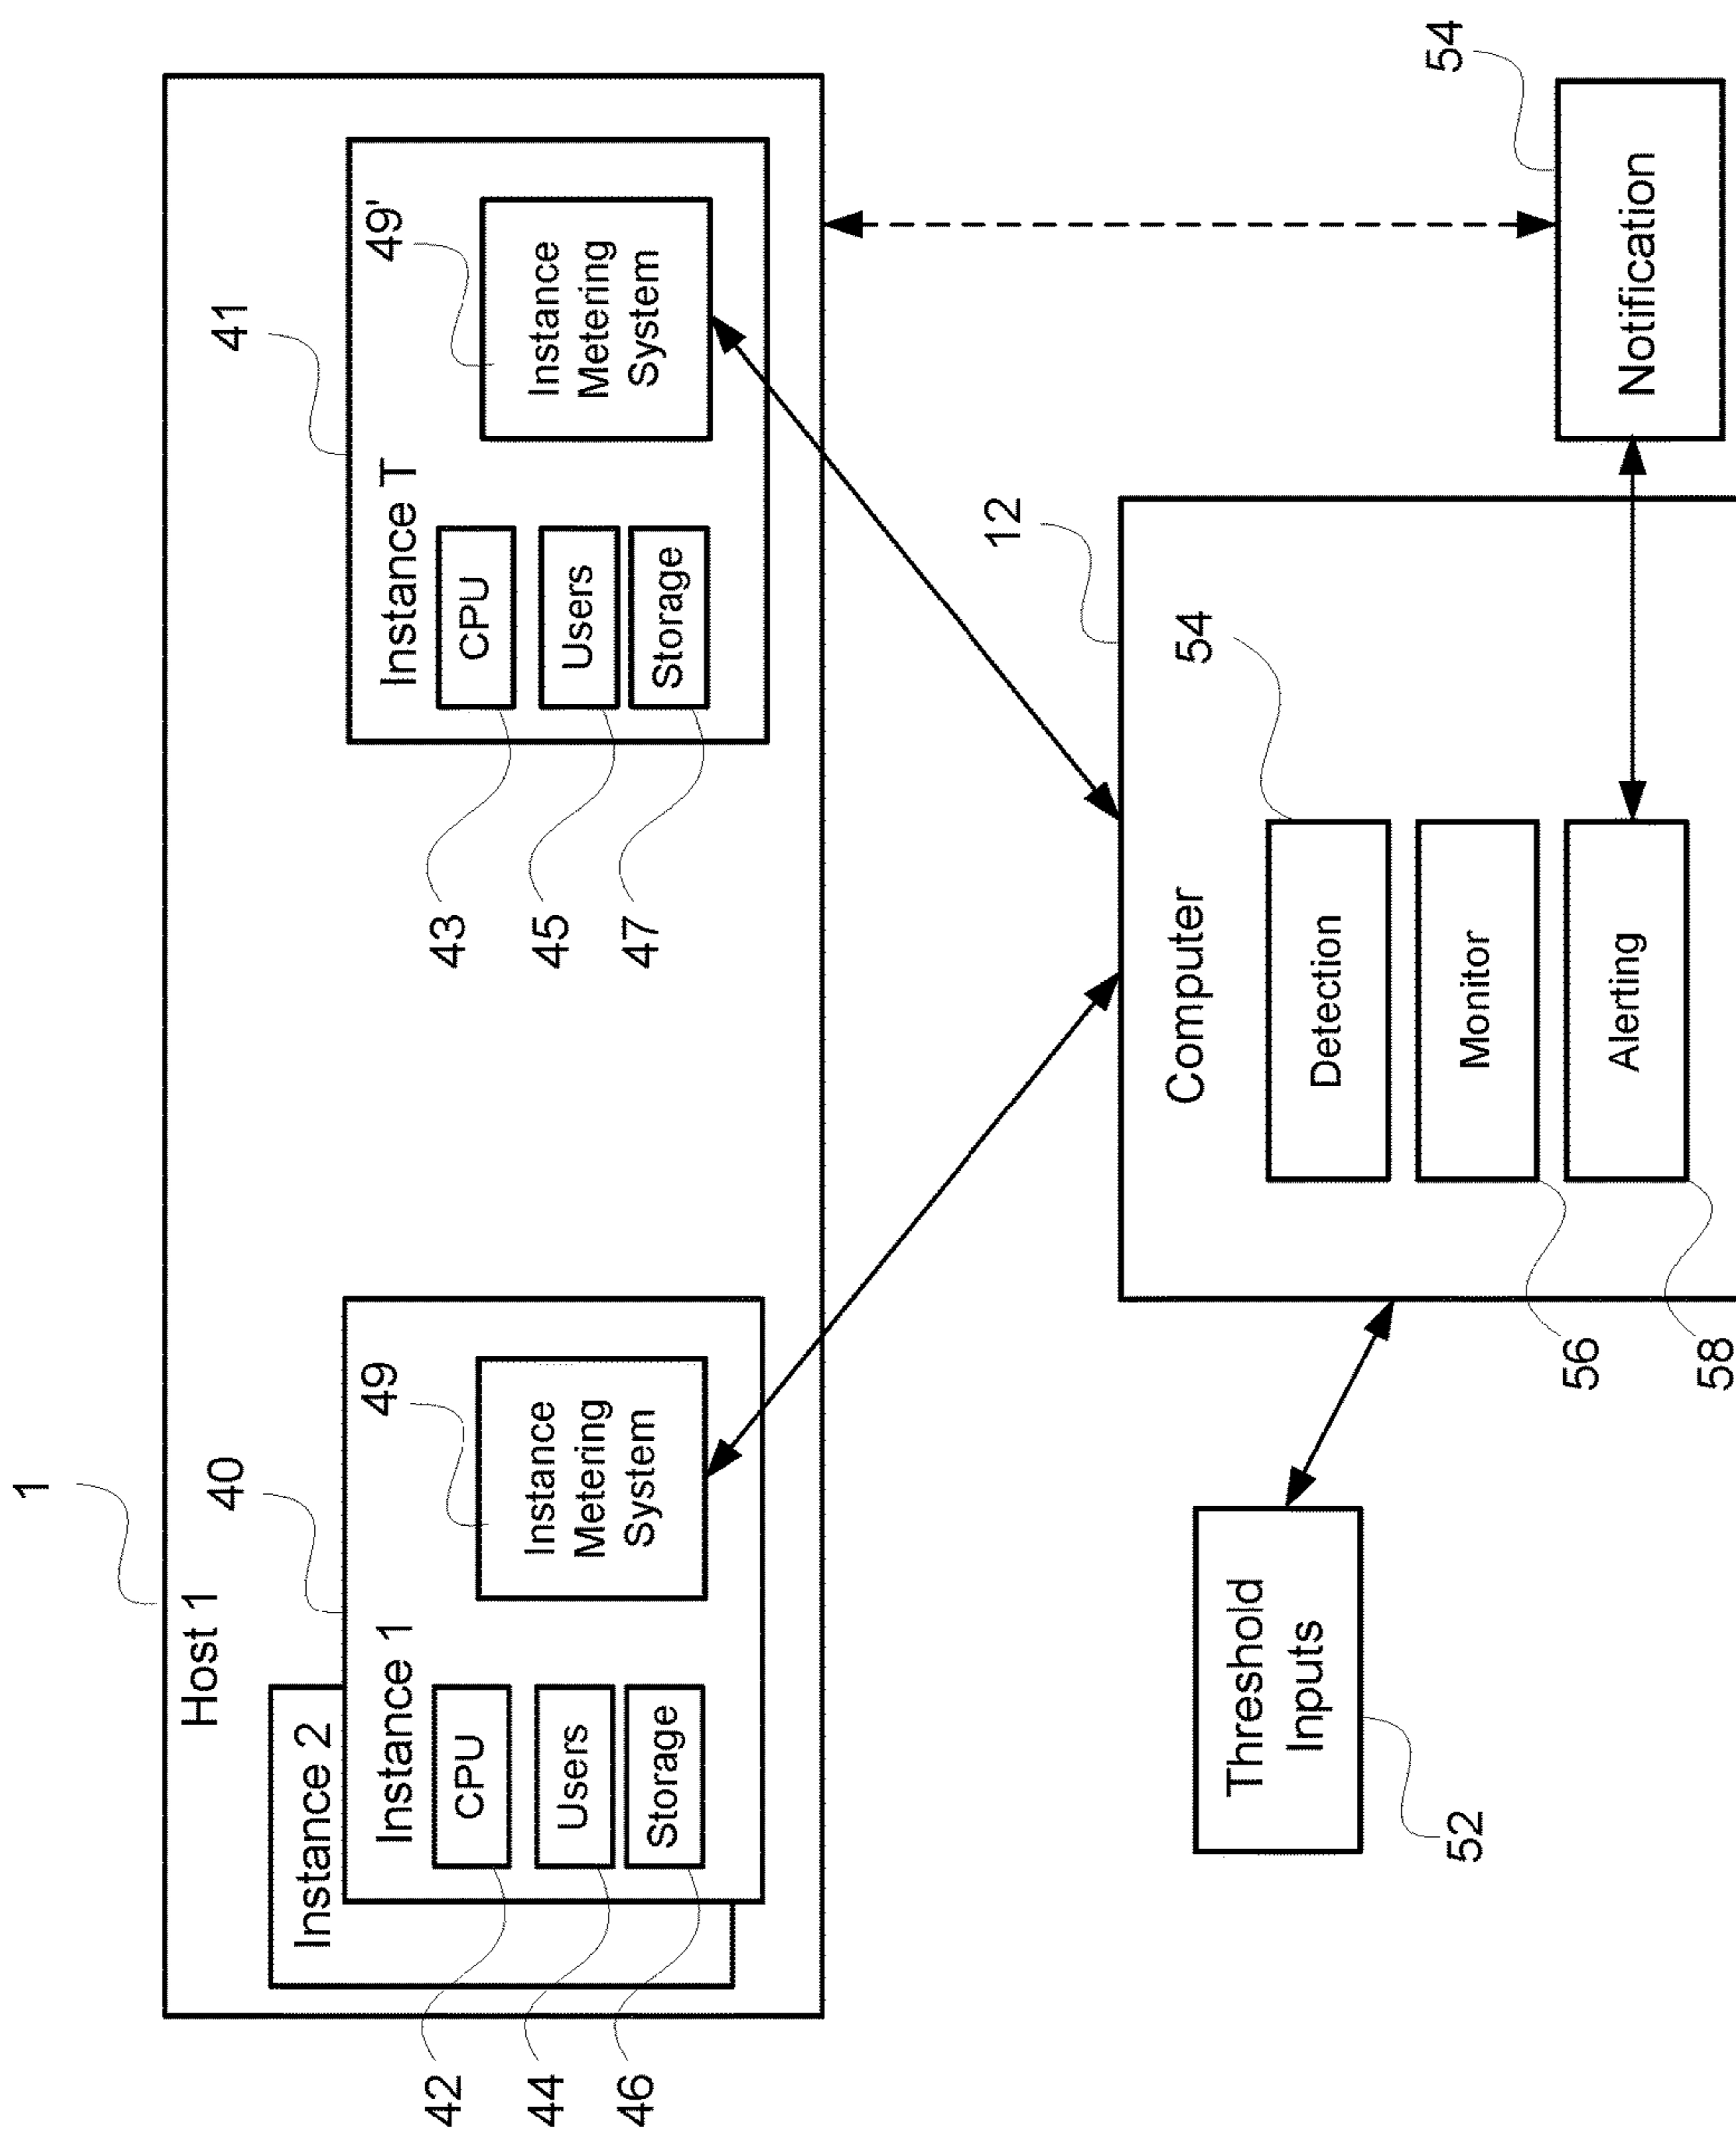 1
Host 1
40
41
Instance 2
Instance 1
49
Instance T
49'
CPU
Users
Storage
Instance
Metering
System
CPU
Users
Storage
Instance
Metering
System
42
44
46
43
45
47
12
54
54
Computer
Threshold
Inputs
Detection
Monitor
Alerting
Notification
52
56
58